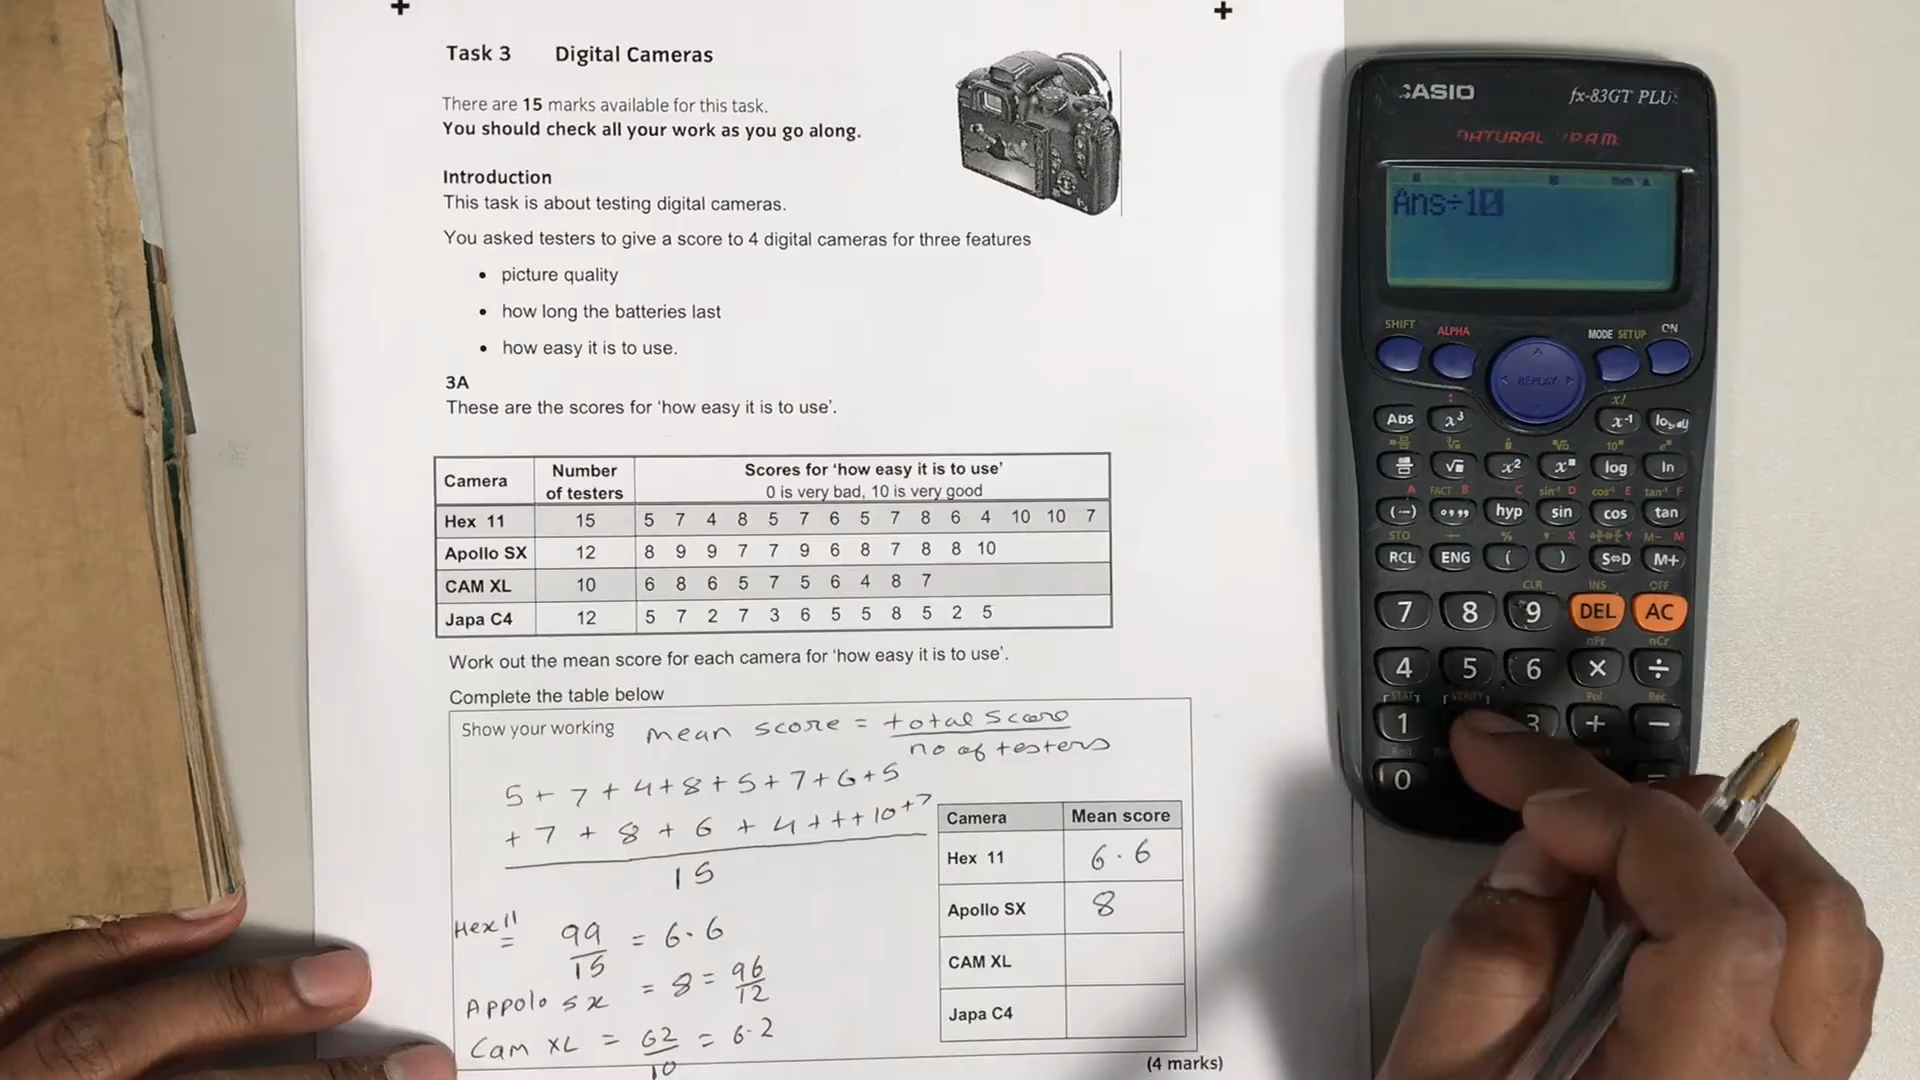 Task 3 Digital Cameras
There are 15 marks available for this task.
You should check all your work as you go along.
Introduction
This task is about testing digital cameras.
You asked testers to give a score to 4 digital cameras for three features
• picture quality
• how long the batteries last
• how easy it is to use.
3A
These are the scores for ‘how easy it is to use’.
Camera Number of testers Scores for ‘how easy it is to use’
0 is very bad, 10 is very good
Hex 11 15 5 7 4 8 5 7 6 5 7 8 6 4 10 10 7
Apollo SX 12 8 9 9 7 7 9 6 8 7 8 8 10
CAM XL 10 6 8 6 5 7 5 6 4 8 7
Japa C4 12 5 7 2 7 3 6 5 5 8 5 2 5
Work out the mean score for each camera for ‘how easy it is to use’.
Complete the table below
Show your working mean score = total score
no of testers
5 + 7 + 4 + 8 + 5 + 7 + 6 + 5
+ 7 + 8 + 6 + 4 + + + 10 + 7
15
Hex 11 = 99/15 = 6.6
Appolo sx = 8 = 96/12
Cam XL = 62/10 = 6.2
Camera Mean score
Hex 11 6.6
Apollo SX 8
CAM XL
Japa C4
(4 marks)
CASIO fx-83GT PLUS
NATURAL V.P.A.M.
Ans÷10
SHIFT ALPHA MODE SETUP ON
REPLAY
Abs x³ x⁻¹
√ x² log ln
(−) hyp sin cos tan
STO
RCL ENG ( ) S⇔D M+
CLR INS OFF
7 8 9 DEL AC
4 5 6 × ÷
STAT VERIFY Pol Rec
1 3 + −
0 =